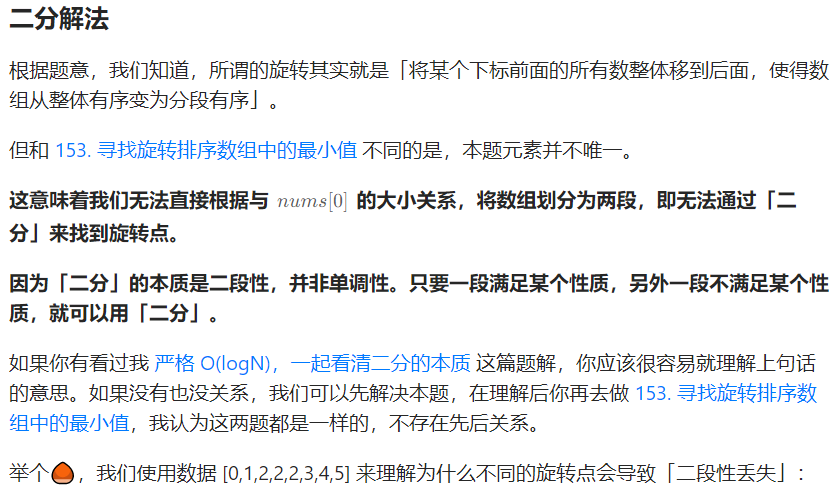 二分解法
根据题意，我们知道，所谓的旋转其实就是「将某个下标前面的所有数整体移到后面，使得数
组从整体有序变为分段有序」。
但和 153. 寻找旋转排序数组中的最小值 不同的是，本题元素并不唯一。
这意味着我们无法直接根据与 nums[0] 的大小关系，将数组划分为两段，即无法通过「二
分」来找到旋转点。
因为「二分」的本质是二段性，并非单调性。只要一段满足某个性质，另外一段不满足某个性
质，就可以用「二分」。
如果你有看过我 严格 O(logN)，一起看清二分的本质 这篇题解，你应该很容易就理解上句话
的意思。如果没有也没关系，我们可以先解决本题，在理解后你再去做 153. 寻找旋转排序数
组中的最小值，我认为这两题都是一样的，不存在先后关系。
举个🌰，我们使用数据 [0,1,2,2,2,3,4,5] 来理解为什么不同的旋转点会导致「二段性丢失」：